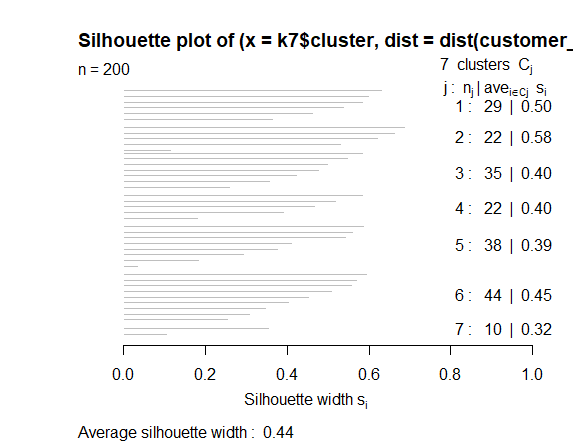 Silhouette plot of (x = k7$cluster, dist = dist(customer_
n = 200
7 clusters Cⱼ
j : nⱼ | aveᵢ∈Cⱼ sᵢ
1 : 29 | 0.50
2 : 22 | 0.58
3 : 35 | 0.40
4 : 22 | 0.40
5 : 38 | 0.39
6 : 44 | 0.45
7 : 10 | 0.32
0.0 0.2 0.4 0.6 0.8 1.0
Silhouette width sᵢ
Average silhouette width : 0.44